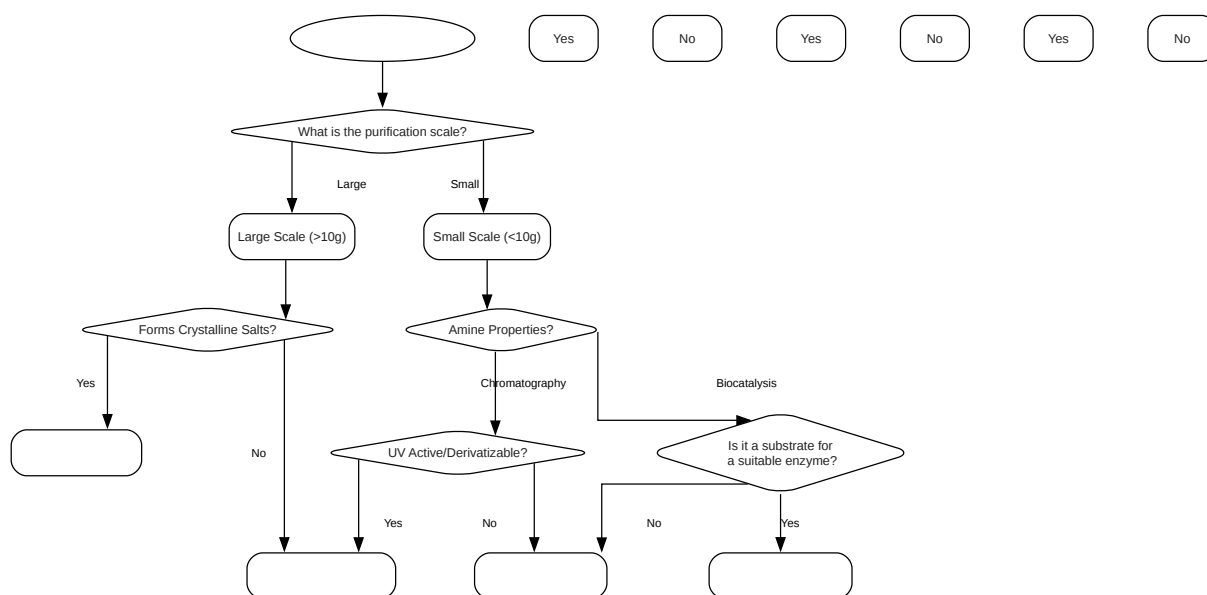 Yes
No
Yes
No
Yes
No
What is the purification scale?
Large
Small
Large Scale (>10g)
Small Scale (<10g)
Forms Crystalline Salts?
Amine Properties?
Yes
Chromatography
Biocatalysis
No
UV Active/Derivatizable?
Is it a substrate for
a suitable enzyme?
Yes
No
No
Yes